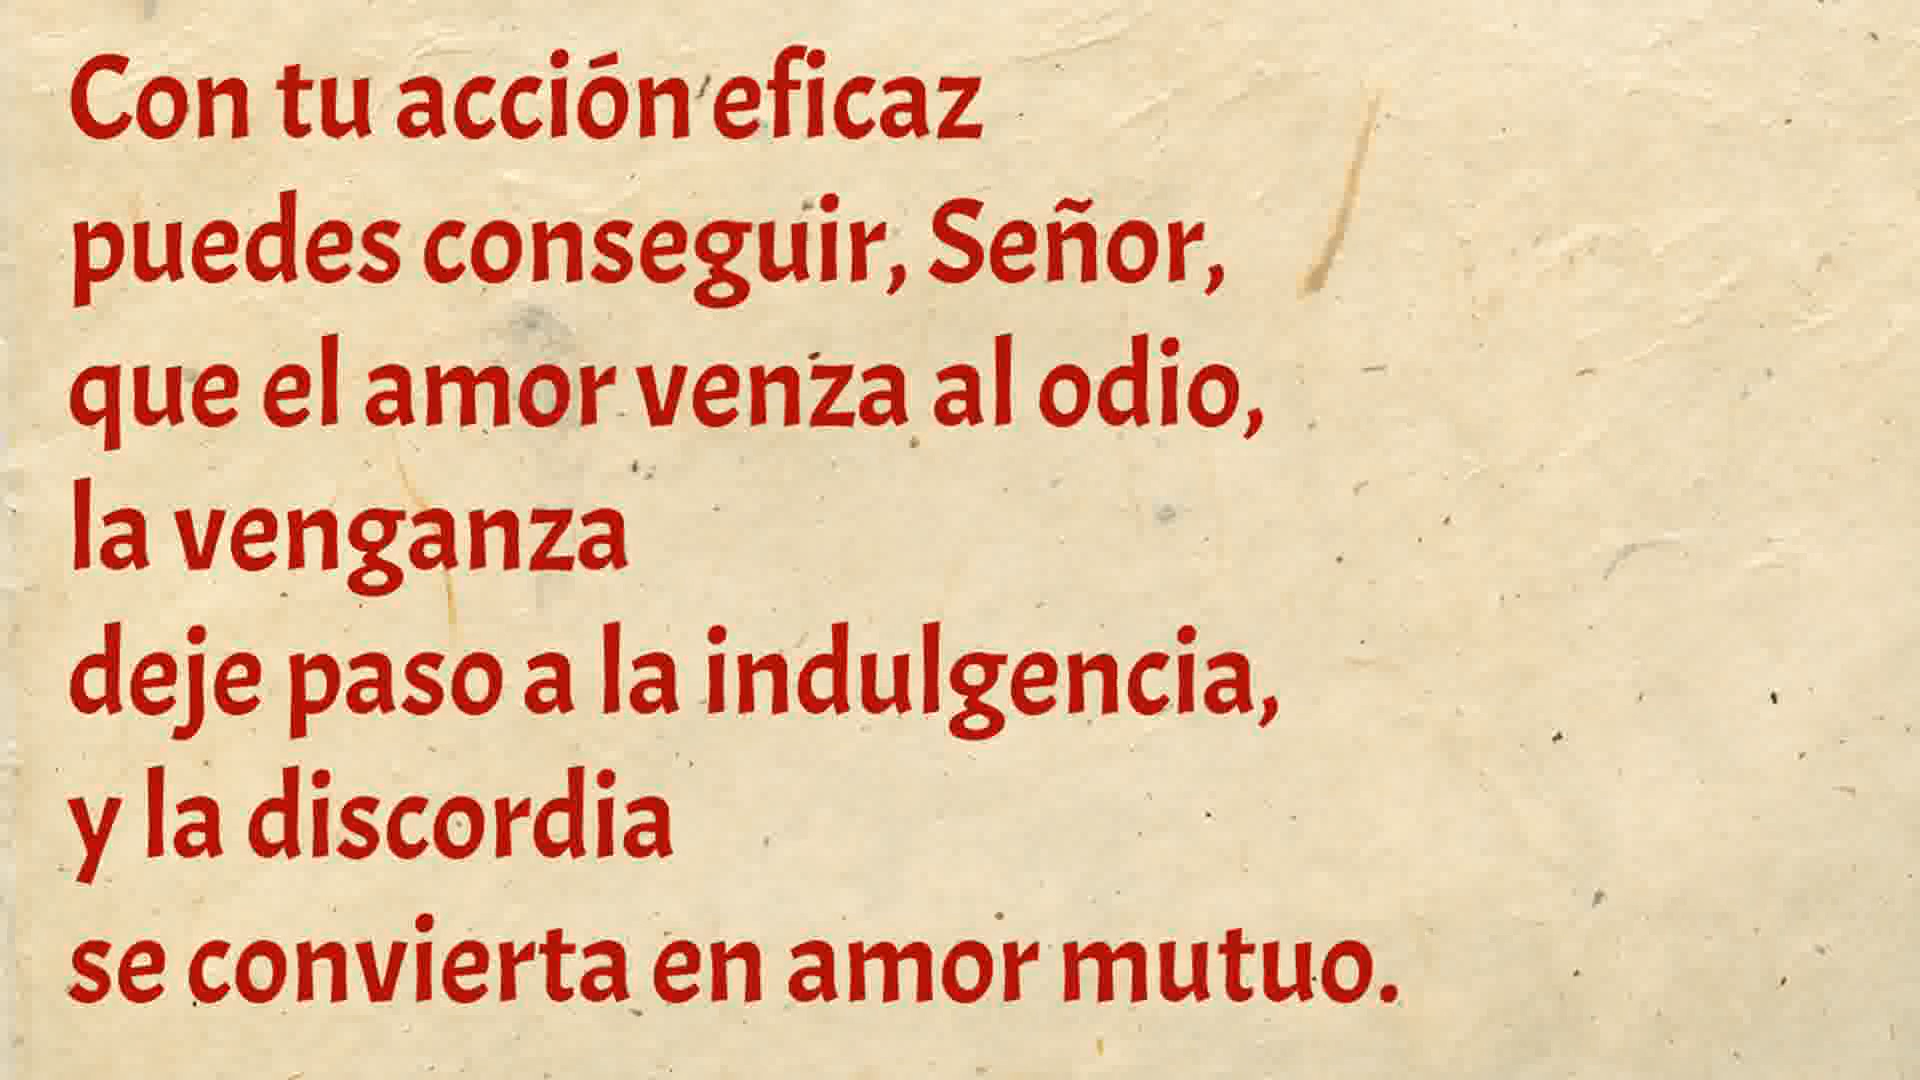 Con tu acción eficaz
puedes conseguir, Señor,
que el amor venza al odio,
la venganza
deje paso a la indulgencia,
y la discordia
se convierta en amor mutuo.